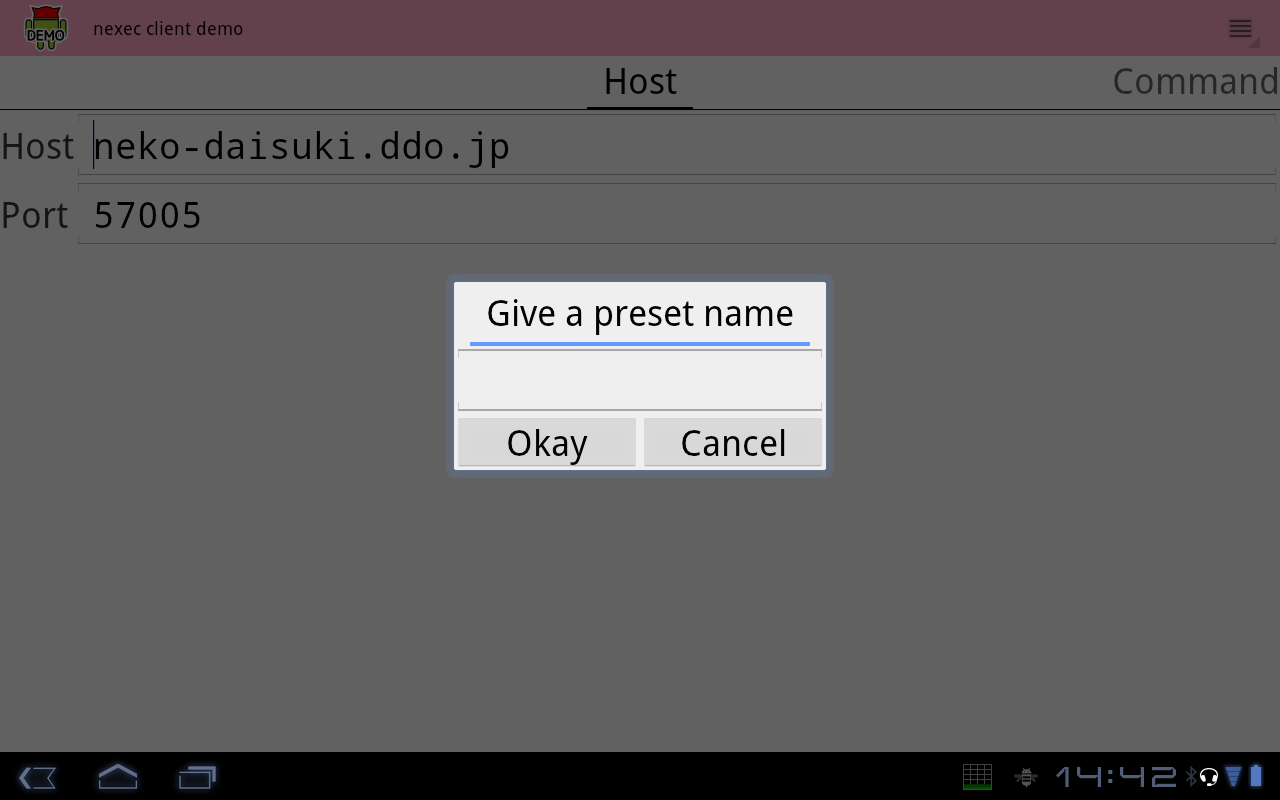 DEMO
nexec client demo
Host
Command
Host
neko-daisuki.ddo.jp
Port
57005
Give a preset name
Okay
Cancel
14:42